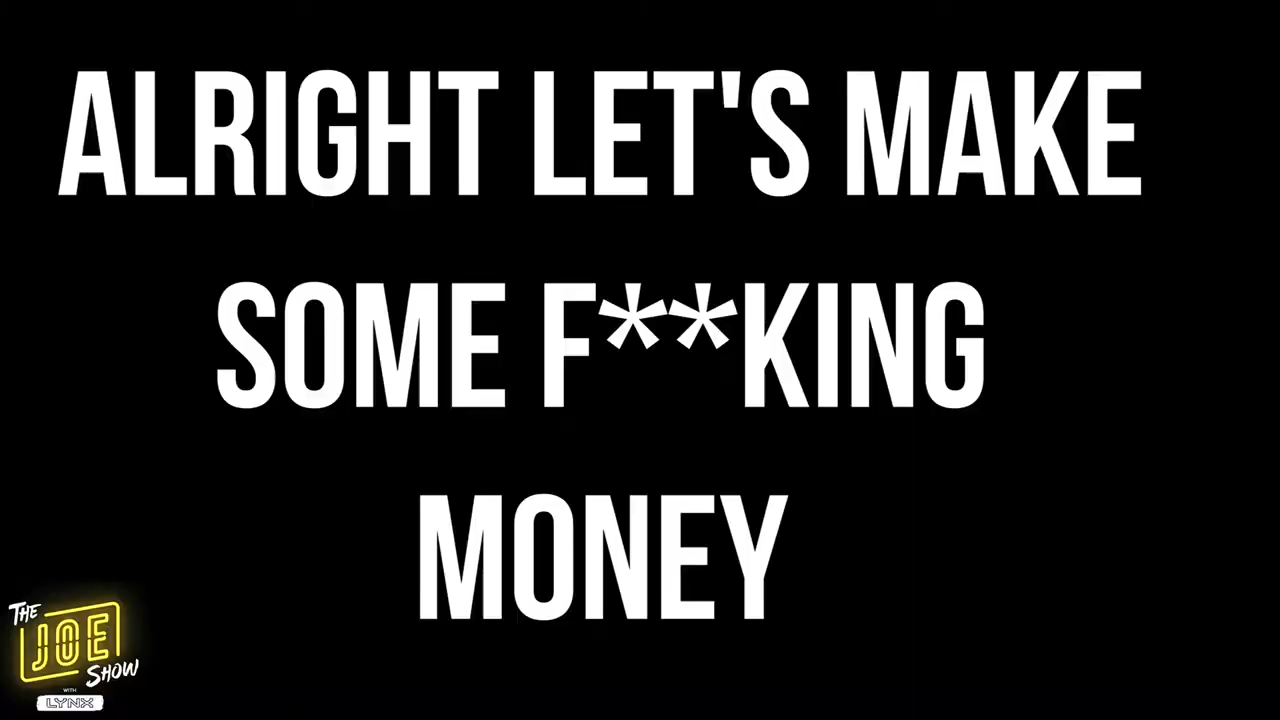 ALRIGHT LET'S MAKE
SOME F**KING
MONEY
THE
JOE
SHOW
WITH
LYNX